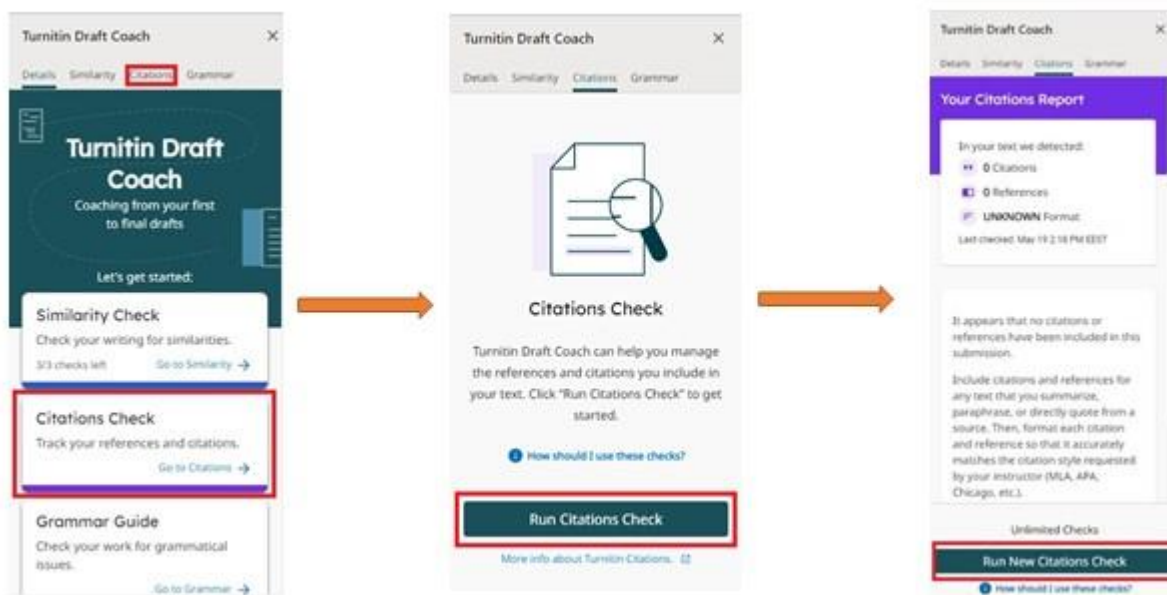 Turnitin Draft Coach
Details Similarity Citations Grammar
Turnitin Draft
Coach
Coaching from your first
to final drafts
Let's get started:
Similarity Check
Check your writing for similarities.
3/3 checks left Go to Similarity →
Citations Check
Track your references and citations.
Go to Citations →
Grammar Guide
Check your work for grammatical
issues.
Go to Grammar →
Turnitin Draft Coach
Details Similarity Citations Grammar
Citations Check
Turnitin Draft Coach can help you manage
the references and citations you include in
your text. Click "Run Citations Check" to get
started.
How should I use these checks?
Run Citations Check
More info about Turnitin Citations.
Turnitin Draft Coach
Details Similarity Citations Grammar
Your Citations Report
In your text we detected:
0 Citations
0 References
UNKNOWN Format
Last checked: May 19 2:18 PM EEST
It appears that no citations or
references have been included in this
submission.
Include citations and references for
any text that you summarize,
paraphrase, or directly quote from a
source. Then, format each citation
and reference so that it accurately
matches the citation style requested
by your instructor (MLA, APA,
Chicago, etc.).
Unlimited Checks
Run New Citations Check
How should I use these checks?